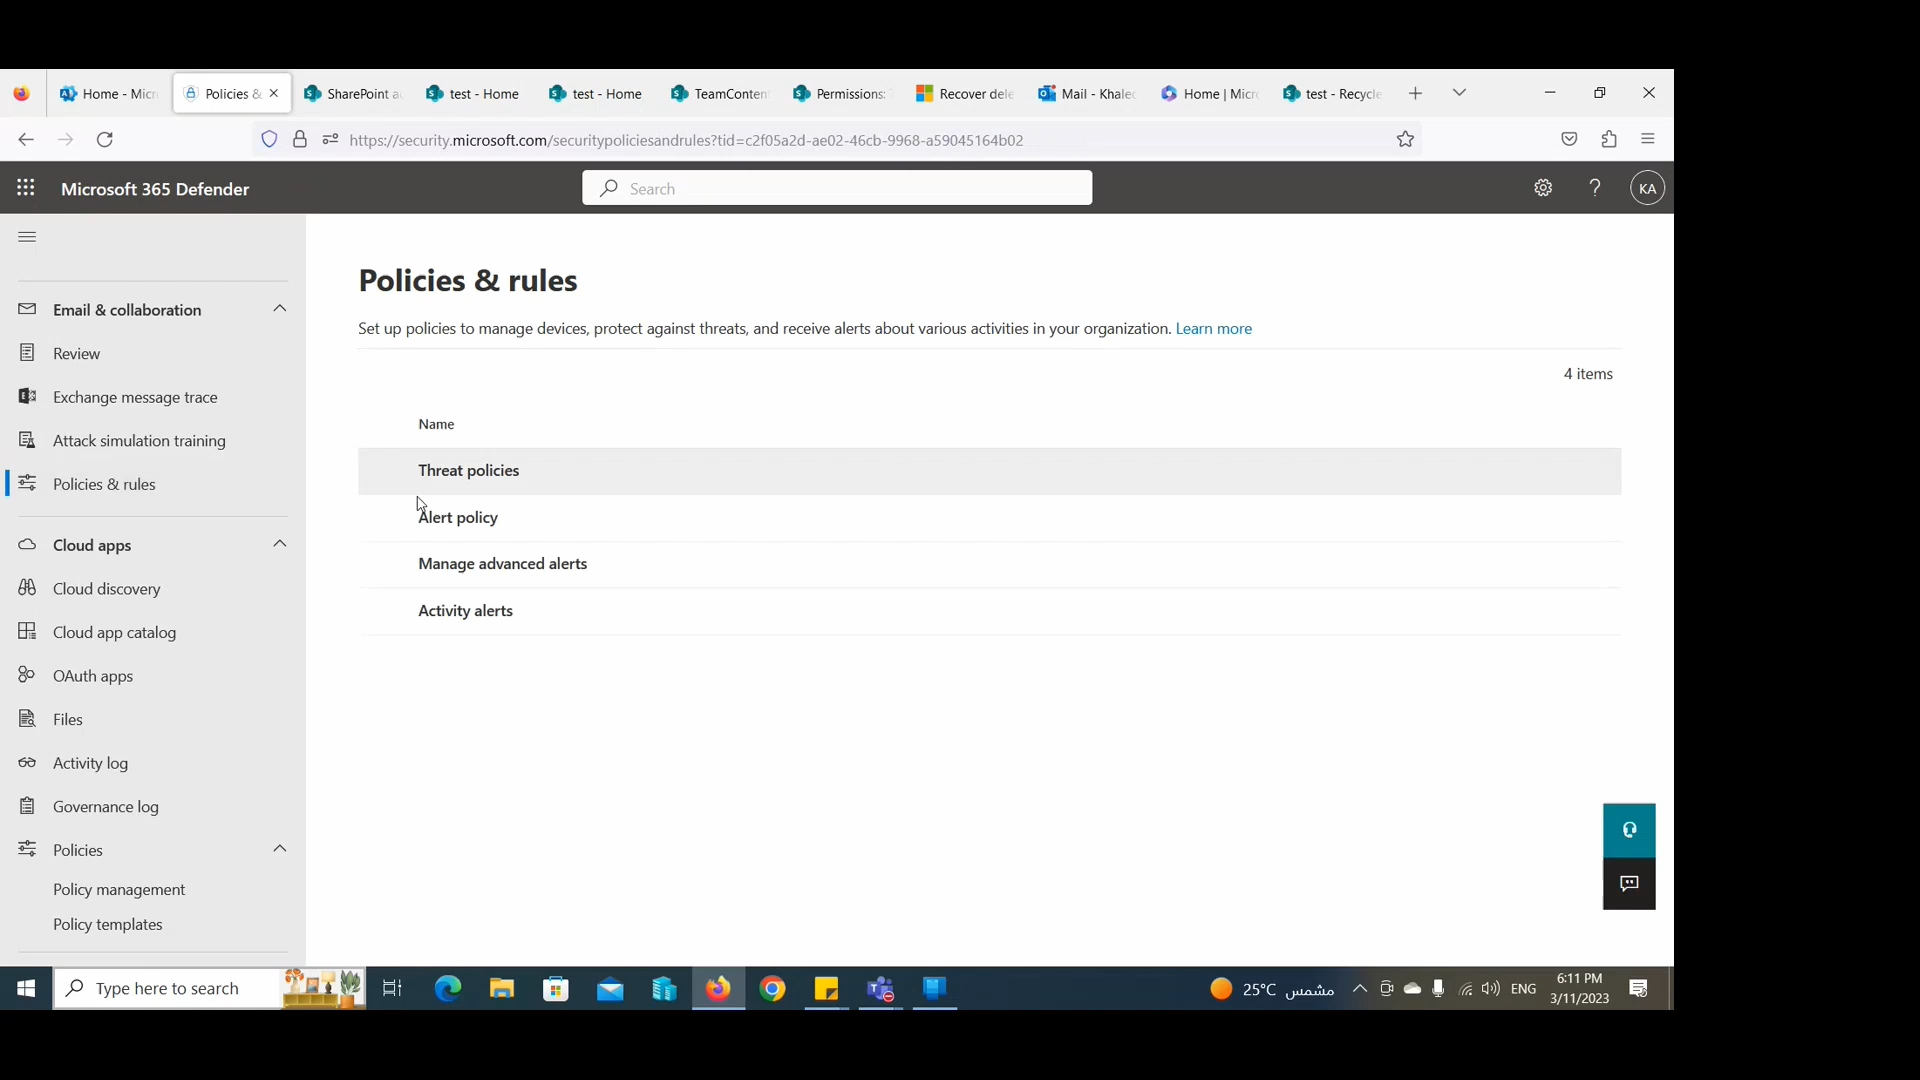 Home - Micr
Policies &
SharePoint a
test - Home
test - Home
TeamConten
Permissions:
Recover dele
Mail - Khaled
Home | Micr
test - Recycle
https://security.microsoft.com/securitypoliciesandrules?tid=c2f05a2d-ae02-46cb-9968-a59045164b02
Microsoft 365 Defender
Search
KA
Email & collaboration
Review
Exchange message trace
Attack simulation training
Policies & rules
Cloud apps
Cloud discovery
Cloud app catalog
OAuth apps
Files
Activity log
Governance log
Policies
Policy management
Policy templates
Policies & rules
Set up policies to manage devices, protect against threats, and receive alerts about various activities in your organization. Learn more
4 items
Name
Threat policies
Alert policy
Manage advanced alerts
Activity alerts
Type here to search
25°C مشمس
ENG
6:11 PM
3/11/2023